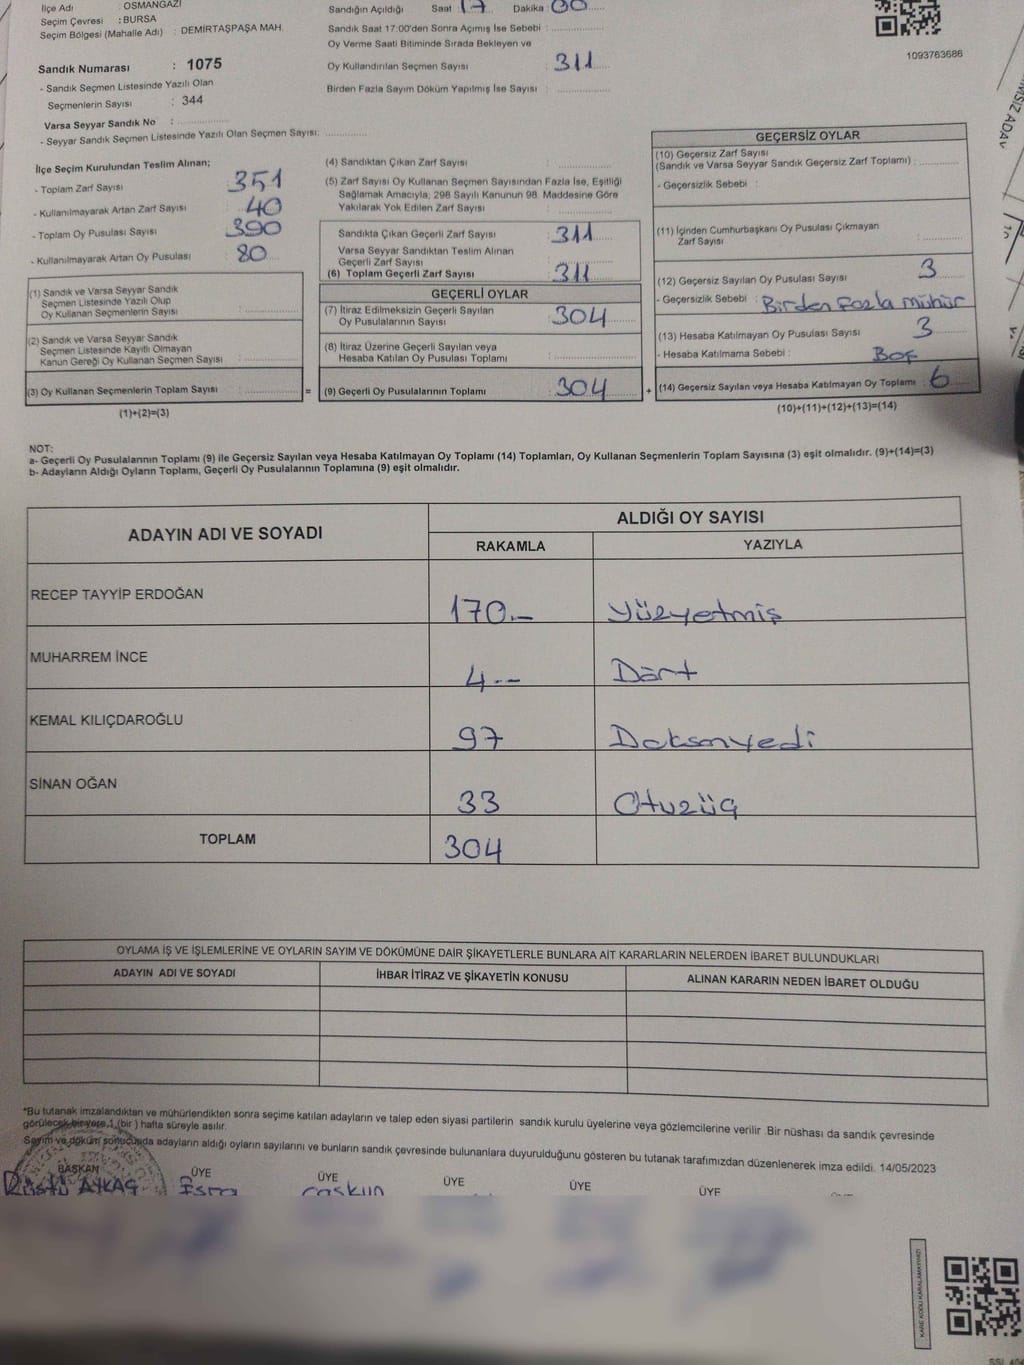 İlçe Adı : OSMANGAZİ
Seçim Çevresi : BURSA
Seçim Bölgesi (Mahalle Adı) : DEMİRTAŞPAŞA MAH.
Sandık Numarası : 1075
- Sandık Seçmen Listesinde Yazılı Olan
Seçmenlerin Sayısı : 344
Varsa Seyyar Sandık No :
- Seyyar Sandık Seçmen Listesinde Yazılı Olan Seçmen Sayısı:
Sandığın Açıldığı Saat 17 Dakika 00
Sandık Saat 17:00'den Sonra Açımış İse Sebebi :
Oy Verme Saati Bitiminde Sırada Bekleyen ve
Oy Kullandırılan Seçmen Sayısı : 311
Birden Fazla Sayım Döküm Yapılmış İse Sayısı :
1093763686
İlçe Seçim Kurulundan Teslim Alınan;
- Toplam Zarf Sayısı : 351
- Kullanılmayarak Artan Zarf Sayısı : 40
- Toplam Oy Pusulası Sayısı : 390
- Kullanılmayarak Artan Oy Pusulası : 80
(1) Sandık ve Varsa Seyyar Sandık
Seçmen Listesinde Yazılı Olup
Oy Kullanan Seçmenlerin Sayısı :
(2) Sandık ve Varsa Seyyar Sandık
Seçmen Listesinde Kayıtlı Olmayan
Kanun Gereği Oy Kullanan Seçmen Sayısı :
(3) Oy Kullanan Seçmenlerin Toplam Sayısı : =
(1)+(2)=(3)
(4) Sandıktan Çıkan Zarf Sayısı :
(5) Zarf Sayısı Oy Kullanan Seçmen Sayısından Fazla İse, Eşitliği
Sağlamak Amacıyla; 298 Sayılı Kanunun 98. Maddesine Göre
Yakılarak Yok Edilen Zarf Sayısı :
Sandıkta Çıkan Geçerli Zarf Sayısı : 311
Varsa Seyyar Sandıktan Teslim Alınan
Geçerli Zarf Sayısı :
(6) Toplam Geçerli Zarf Sayısı : 311
GEÇERLİ OYLAR
(7) İtiraz Edilmeksizin Geçerli Sayılan
Oy Pusulalarının Sayısı : 304
(8) İtiraz Üzerine Geçerli Sayılan veya
Hesaba Katılan Oy Pusulası Toplamı :
(9) Geçerli Oy Pusulalarının Toplamı : 304 +
GEÇERSİZ OYLAR
(10) Geçersiz Zarf Sayısı
(Sandık ve Varsa Seyyar Sandık Geçersiz Zarf Toplamı) :
- Geçersizlik Sebebi :
(11) İçinden Cumhurbaşkanı Oy Pusulası Çıkmayan
Zarf Sayısı :
(12) Geçersiz Sayılan Oy Pusulası Sayısı : 3
- Geçersizlik Sebebi : Birden Fazla mühür
(13) Hesaba Katılmayan Oy Pusulası Sayısı : 3
- Hesaba Katılmama Sebebi : Boş
(14) Geçersiz Sayılan veya Hesaba Katılmayan Oy Toplamı : 6
(10)+(11)+(12)+(13)=(14)
NOT:
a- Geçerli Oy Pusulalarının Toplamı (9) ile Geçersiz Sayılan veya Hesaba Katılmayan Oy Toplamı (14) Toplamları, Oy Kullanan Seçmenlerin Toplam Sayısına (3) eşit olmalıdır. (9)+(14)=(3)
b- Adayların Aldığı Oyların Toplamı, Geçerli Oy Pusulalarının Toplamına (9) eşit olmalıdır.
ADAYIN ADI VE SOYADI
ALDIĞI OY SAYISI
RAKAMLA YAZIYLA
RECEP TAYYİP ERDOĞAN 170.- Yüzyetmiş
MUHARREM İNCE 4-- Dört
KEMAL KILIÇDAROĞLU 97 Doksanyedi
SİNAN OĞAN 33 Otuzüç
TOPLAM 304
OYLAMA İŞ VE İŞLEMLERİNE VE OYLARIN SAYIM VE DÖKÜMÜNE DAİR ŞİKAYETLERLE BUNLARA AİT KARARLARIN NELERDEN İBARET BULUNDUKLARI
ADAYIN ADI VE SOYADI İHBAR İTİRAZ VE ŞİKAYETİN KONUSU ALINAN KARARIN NEDEN İBARET OLDUĞU
*Bu tutanak imzalandıktan ve mühürlendikten sonra seçime katılan adayların ve talep eden siyasi partilerin sandık kurulu üyelerine veya gözlemcilerine verilir .Bir nüshası da sandık çevresinde
görülecek bir yere 1 (bir ) hafta süreyle asılır.
Sayım ve döküm sonucunda adayların aldığı oyların sayılarını ve bunların sandık çevresinde bulunanlara duyurulduğunu gösteren bu tutanak tarafımızdan düzenlenerek imza edildi. 14/05/2023
BAŞKAN ÜYE ÜYE ÜYE ÜYE ÜYE
Rüştü AYKAÇ Esra Coşkun
KARE KODU KARALAMAYINIZ!